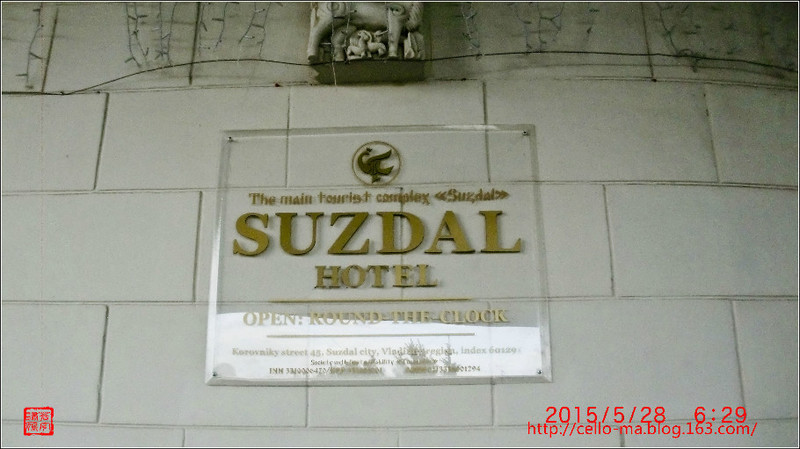 The main tourist complex «Suzdal»
SUZDAL
HOTEL
OPEN: ROUND-THE-CLOCK
Korovniky street 45, Suzdal city, Vladimir region, index 60129
2015/5/28 6:29
http://cello-ma.blog.163.com/